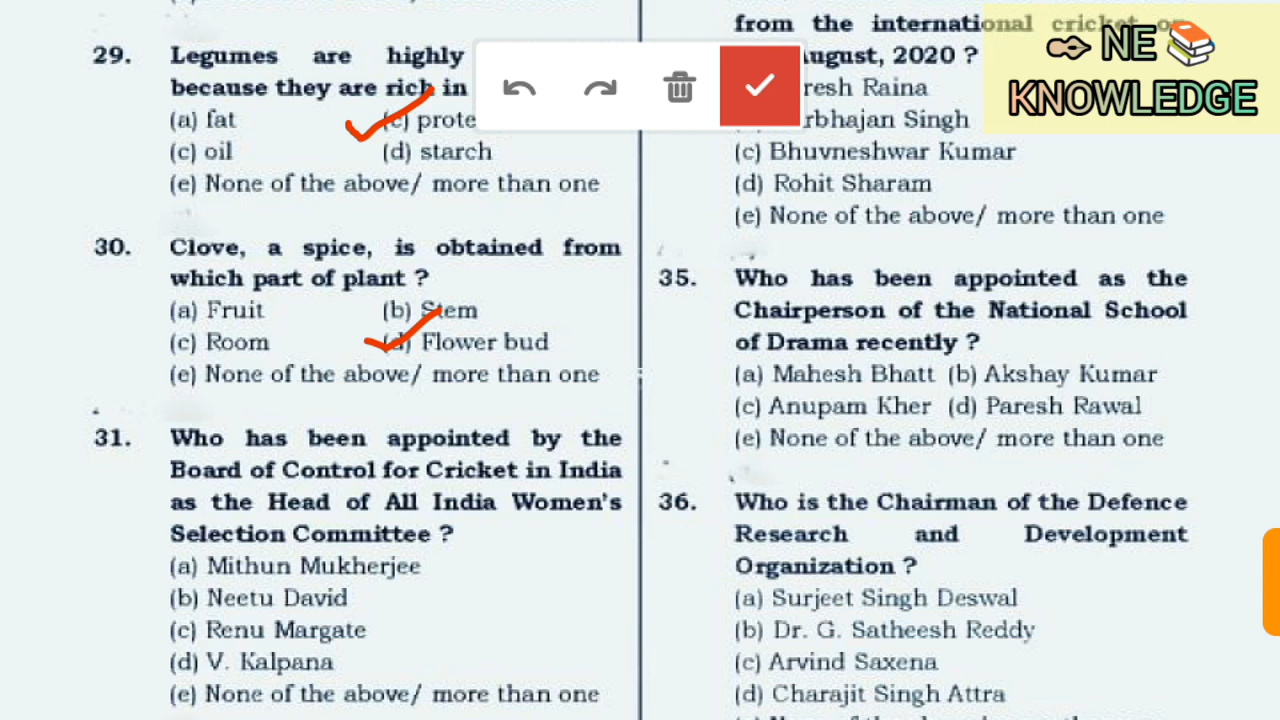 29. Legumes are highly
because they are rich in
(a) fat (c) prote
(c) oil (d) starch
(e) None of the above/ more than one
30. Clove, a spice, is obtained from
which part of plant ?
(a) Fruit (b) Stem
(c) Room (d) Flower bud
(e) None of the above/ more than one
31. Who has been appointed by the
Board of Control for Cricket in India
as the Head of All India Women's
Selection Committee ?
(a) Mithun Mukherjee
(b) Neetu David
(c) Renu Margate
(d) V. Kalpana
(e) None of the above/ more than one
from the international cricket
ugust, 2020 ?
resh Raina
rbhajan Singh
(c) Bhuvneshwar Kumar
(d) Rohit Sharam
(e) None of the above/ more than one
35. Who has been appointed as the
Chairperson of the National School
of Drama recently ?
(a) Mahesh Bhatt (b) Akshay Kumar
(c) Anupam Kher (d) Paresh Rawal
(e) None of the above/ more than one
36. Who is the Chairman of the Defence
Research and Development
Organization ?
(a) Surjeet Singh Deswal
(b) Dr. G. Satheesh Reddy
(c) Arvind Saxena
(d) Charajit Singh Attra
NE
KNOWLEDGE